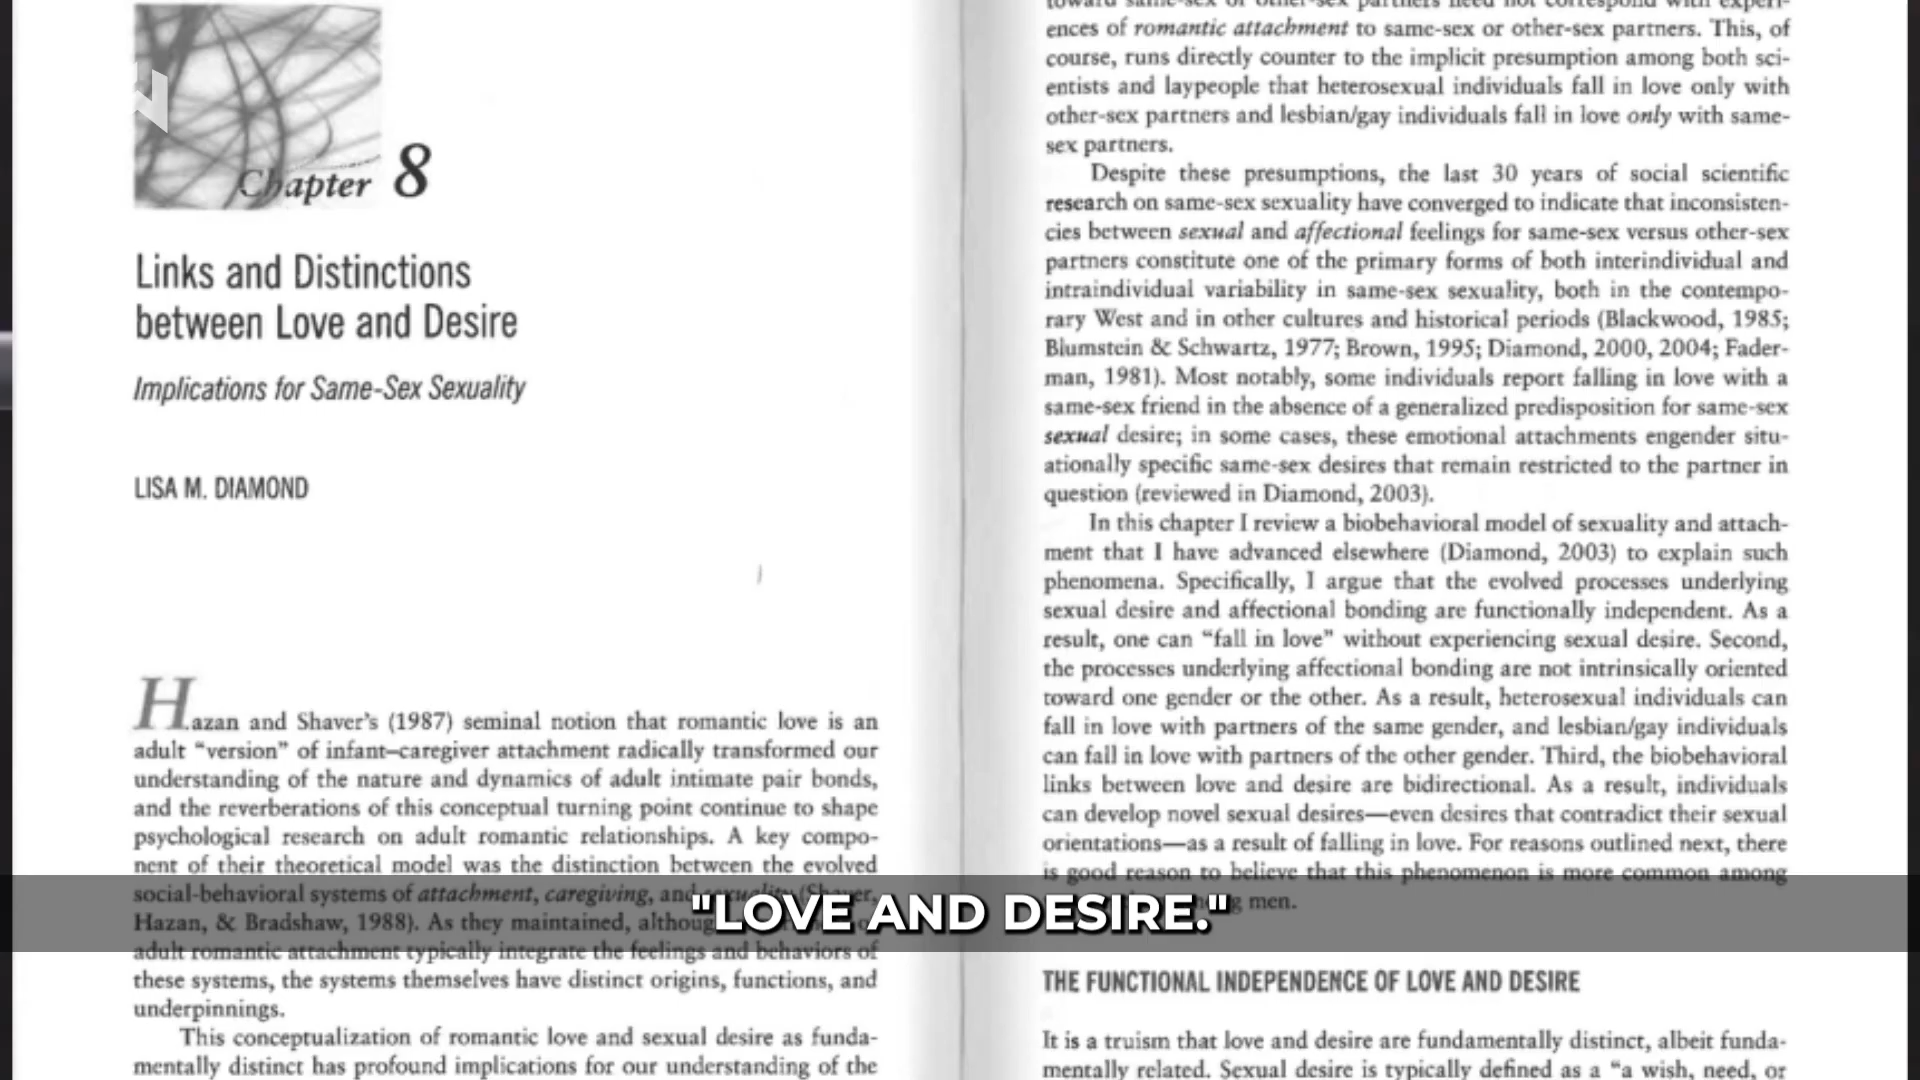 Chapter 8
Links and Distinctions
between Love and Desire
Implications for Same-Sex Sexuality
LISA M. DIAMOND
Hazan and Shaver's (1987) seminal notion that romantic love is an
adult "version" of infant–caregiver attachment radically transformed our
understanding of the nature and dynamics of adult intimate pair bonds,
and the reverberations of this conceptual turning point continue to shape
psychological research on adult romantic relationships. A key compo-
nent of their theoretical model was the distinction between the evolved
social-behavioral systems of attachment, caregiving, and sexuality (Shaver,
Hazan, & Bradshaw, 1988). As they maintained,
adult romantic attachment typically integrate the feelings and behaviors of
these systems, the systems themselves have distinct origins, functions, and
underpinnings.
This conceptualization of romantic love and sexual desire as funda-
mentally distinct has profound implications for our understanding of the
toward same-sex or other-sex partners need not correspond with experi-
ences of romantic attachment to same-sex or other-sex partners. This, of
course, runs directly counter to the implicit presumption among both sci-
entists and laypeople that heterosexual individuals fall in love only with
other-sex partners and lesbian/gay individuals fall in love only with same-
sex partners.
Despite these presumptions, the last 30 years of social scientific
research on same-sex sexuality have converged to indicate that inconsisten-
cies between sexual and affectional feelings for same-sex versus other-sex
partners constitute one of the primary forms of both interindividual and
intraindividual variability in same-sex sexuality, both in the contempo-
rary West and in other cultures and historical periods (Blackwood, 1985;
Blumstein & Schwartz, 1977; Brown, 1995; Diamond, 2000, 2004; Fader-
man, 1981). Most notably, some individuals report falling in love with a
same-sex friend in the absence of a generalized predisposition for same-sex
sexual desire; in some cases, these emotional attachments engender situ-
ationally specific same-sex desires that remain restricted to the partner in
question (reviewed in Diamond, 2003).
In this chapter I review a biobehavioral model of sexuality and attach-
ment that I have advanced elsewhere (Diamond, 2003) to explain such
phenomena. Specifically, I argue that the evolved processes underlying
sexual desire and affectional bonding are functionally independent. As a
result, one can "fall in love" without experiencing sexual desire. Second,
the processes underlying affectional bonding are not intrinsically oriented
toward one gender or the other. As a result, heterosexual individuals can
fall in love with partners of the same gender, and lesbian/gay individuals
can fall in love with partners of the other gender. Third, the biobehavioral
links between love and desire are bidirectional. As a result, individuals
can develop novel sexual desires—even desires that contradict their sexual
orientations—as a result of falling in love. For reasons outlined next, there
is good reason to believe that this phenomenon is more common among
men.
"LOVE AND DESIRE."
THE FUNCTIONAL INDEPENDENCE OF LOVE AND DESIRE
It is a truism that love and desire are fundamentally distinct, albeit funda-
mentally related. Sexual desire is typically defined as a "a wish, need, or